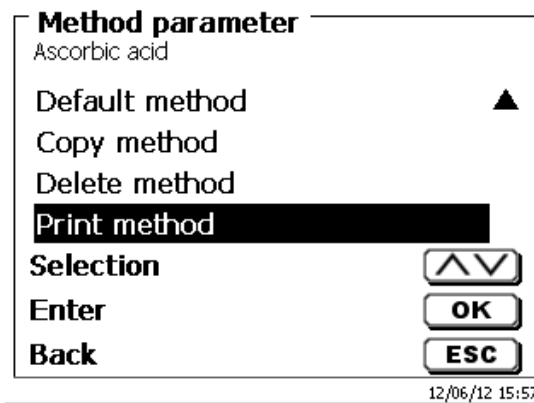 Method parameter
Ascorbic acid
Default method
Copy method
Delete method
Print method
Selection
Enter OK
Back ESC
12/06/12 15:57